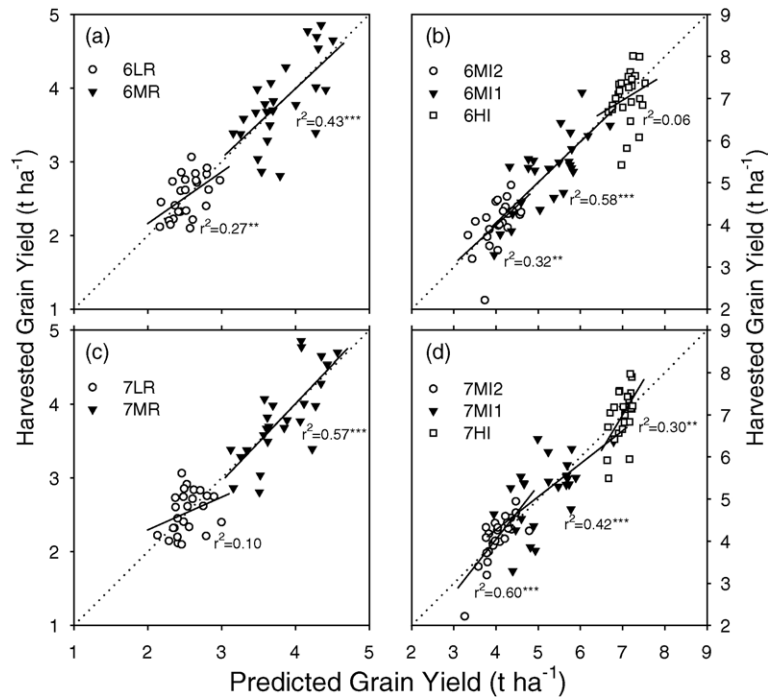 (a)
6LR
6MR
r²=0.43***
r²=0.27**
5
4
3
2
1
(b)
6MI2
6MI1
6HI
r²=0.06
r²=0.58***
r²=0.32**
9
8
7
6
5
4
3
2
1
(c)
7LR
7MR
r²=0.57***
r²=0.10
5
4
3
2
1
1 2 3 4 5
(d)
7MI2
7MI1
7HI
r²=0.30**
r²=0.42***
r²=0.60***
9
8
7
6
5
4
3
2
1
2 3 4 5 6 7 8 9
Harvested Grain Yield (t ha⁻¹)
Harvested Grain Yield (t ha⁻¹)
Predicted Grain Yield (t ha⁻¹)